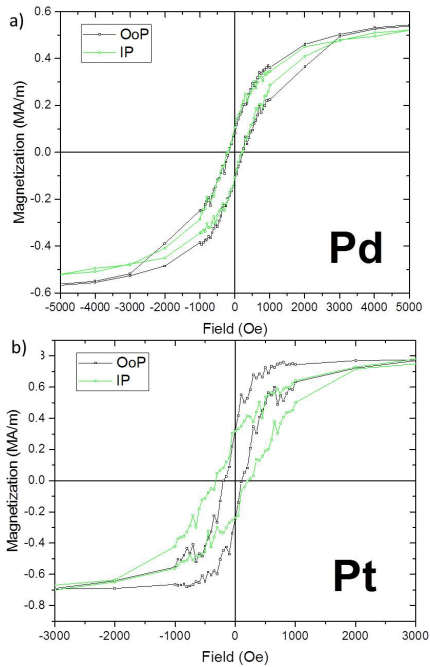 a)
0.6
OoP
IP
0.4
0.2
0.0
-0.2
-0.4
-0.6
Magnetization (MA/m)
Pd
-5000 -4000 -3000 -2000 -1000 0 1000 2000 3000 4000 5000
Field (Oe)
b)
3
OoP
IP
0.6
0.4
0.2
0.0
-0.2
-0.4
-0.6
-0.8
Magnetization (MA/m)
Pt
-3000 -2000 -1000 0 1000 2000 3000
Field (Oe)